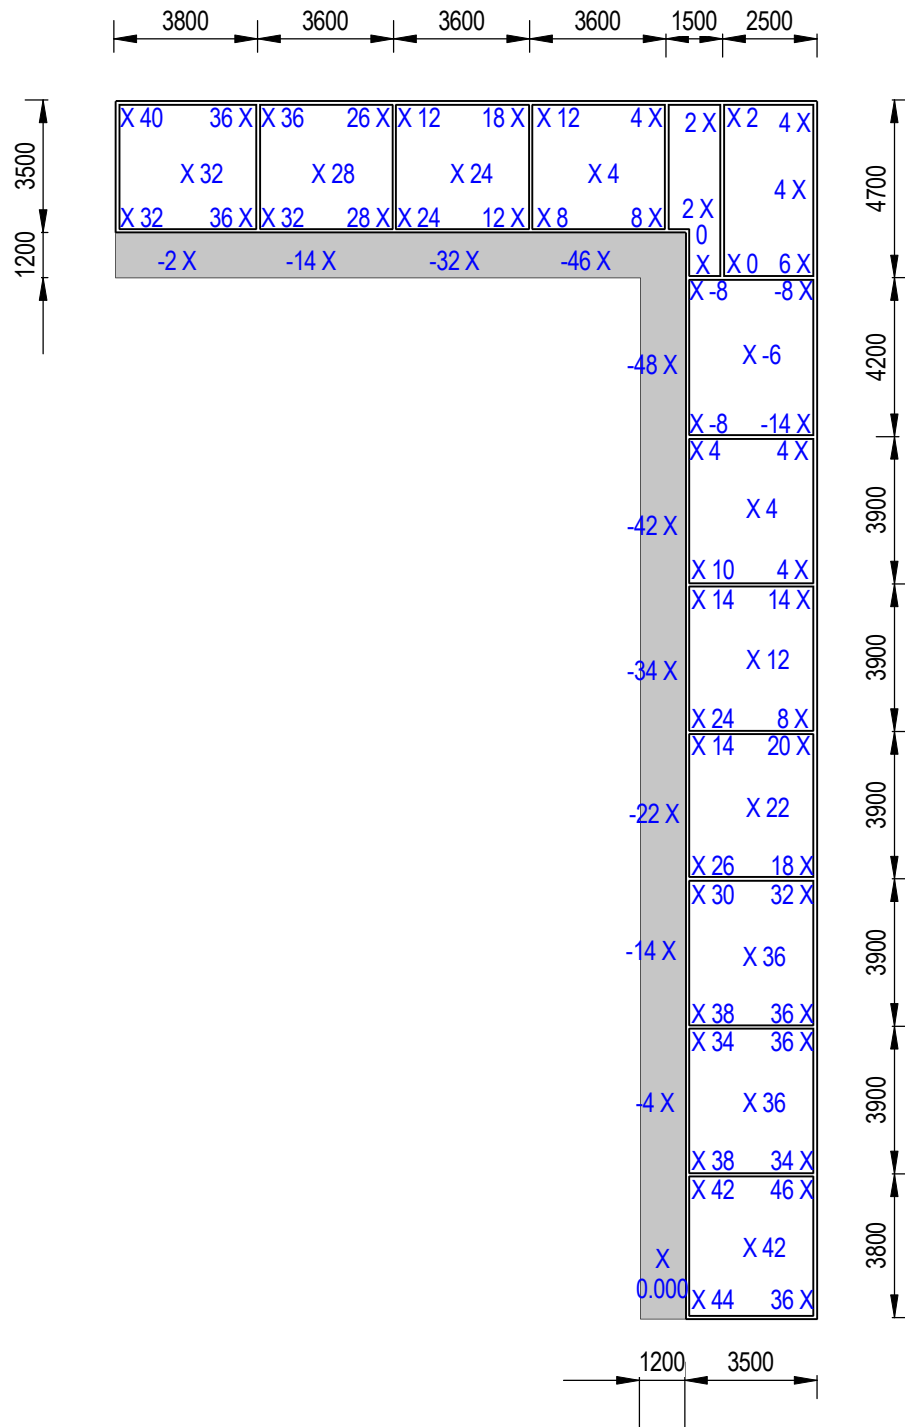 3800 3600 3600 3600 1500 2500
X 40 36 X X 36 26 X X 12 18 X X 12 4 X 2 X X 2 4 X
3500 X 32 X 28 X 24 X 4 4 X 4700
X 32 36 X X 32 28 X X 24 12 X X 8 8 X 2 X
0
1200 -2 X -14 X -32 X -46 X X X 0 6 X
X -8 -8 X
-48 X X -6 4200
X -8 -14 X
X 4 4 X
-42 X X 4 3900
X 10 4 X
X 14 14 X
-34 X X 12 3900
X 24 8 X
X 14 20 X
-22 X X 22 3900
X 26 18 X
X 30 32 X
-14 X X 36 3900
X 38 36 X
X 34 36 X
-4 X X 36 3900
X 38 34 X
X 42 46 X
X X 42 3800
0.000 X 44 36 X
1200 3500